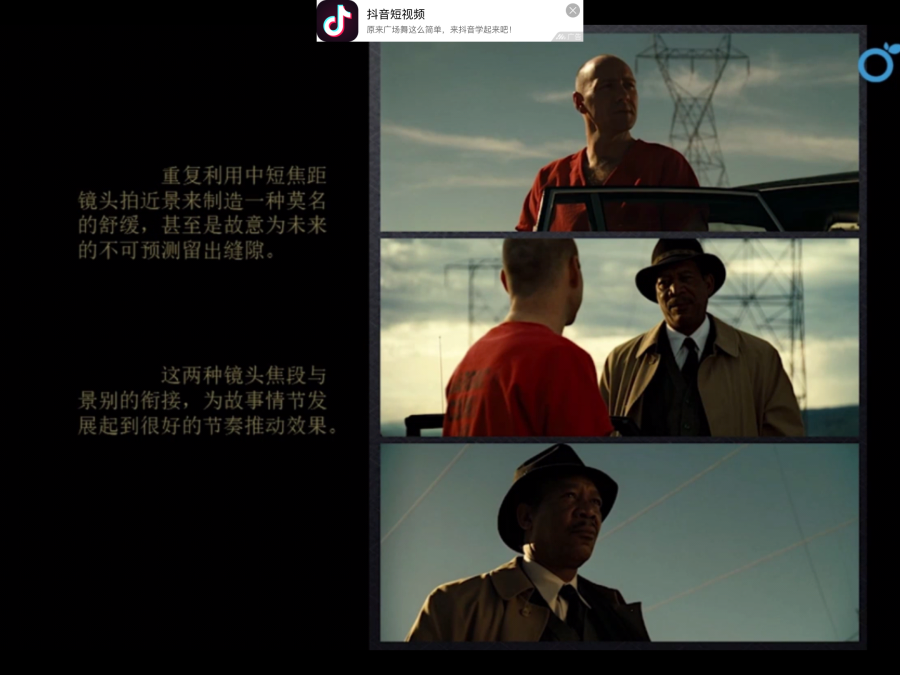 抖音短视频
原来广场舞这么简单，来抖音学起来吧！
广告
重复利用中短焦距
镜头拍近景来制造一种莫名
的舒缓，甚至是故意为未来
的不可预测留出缝隙。
这两种镜头焦段与
景别的衔接，为故事情节发
展起到很好的节奏推动效果。